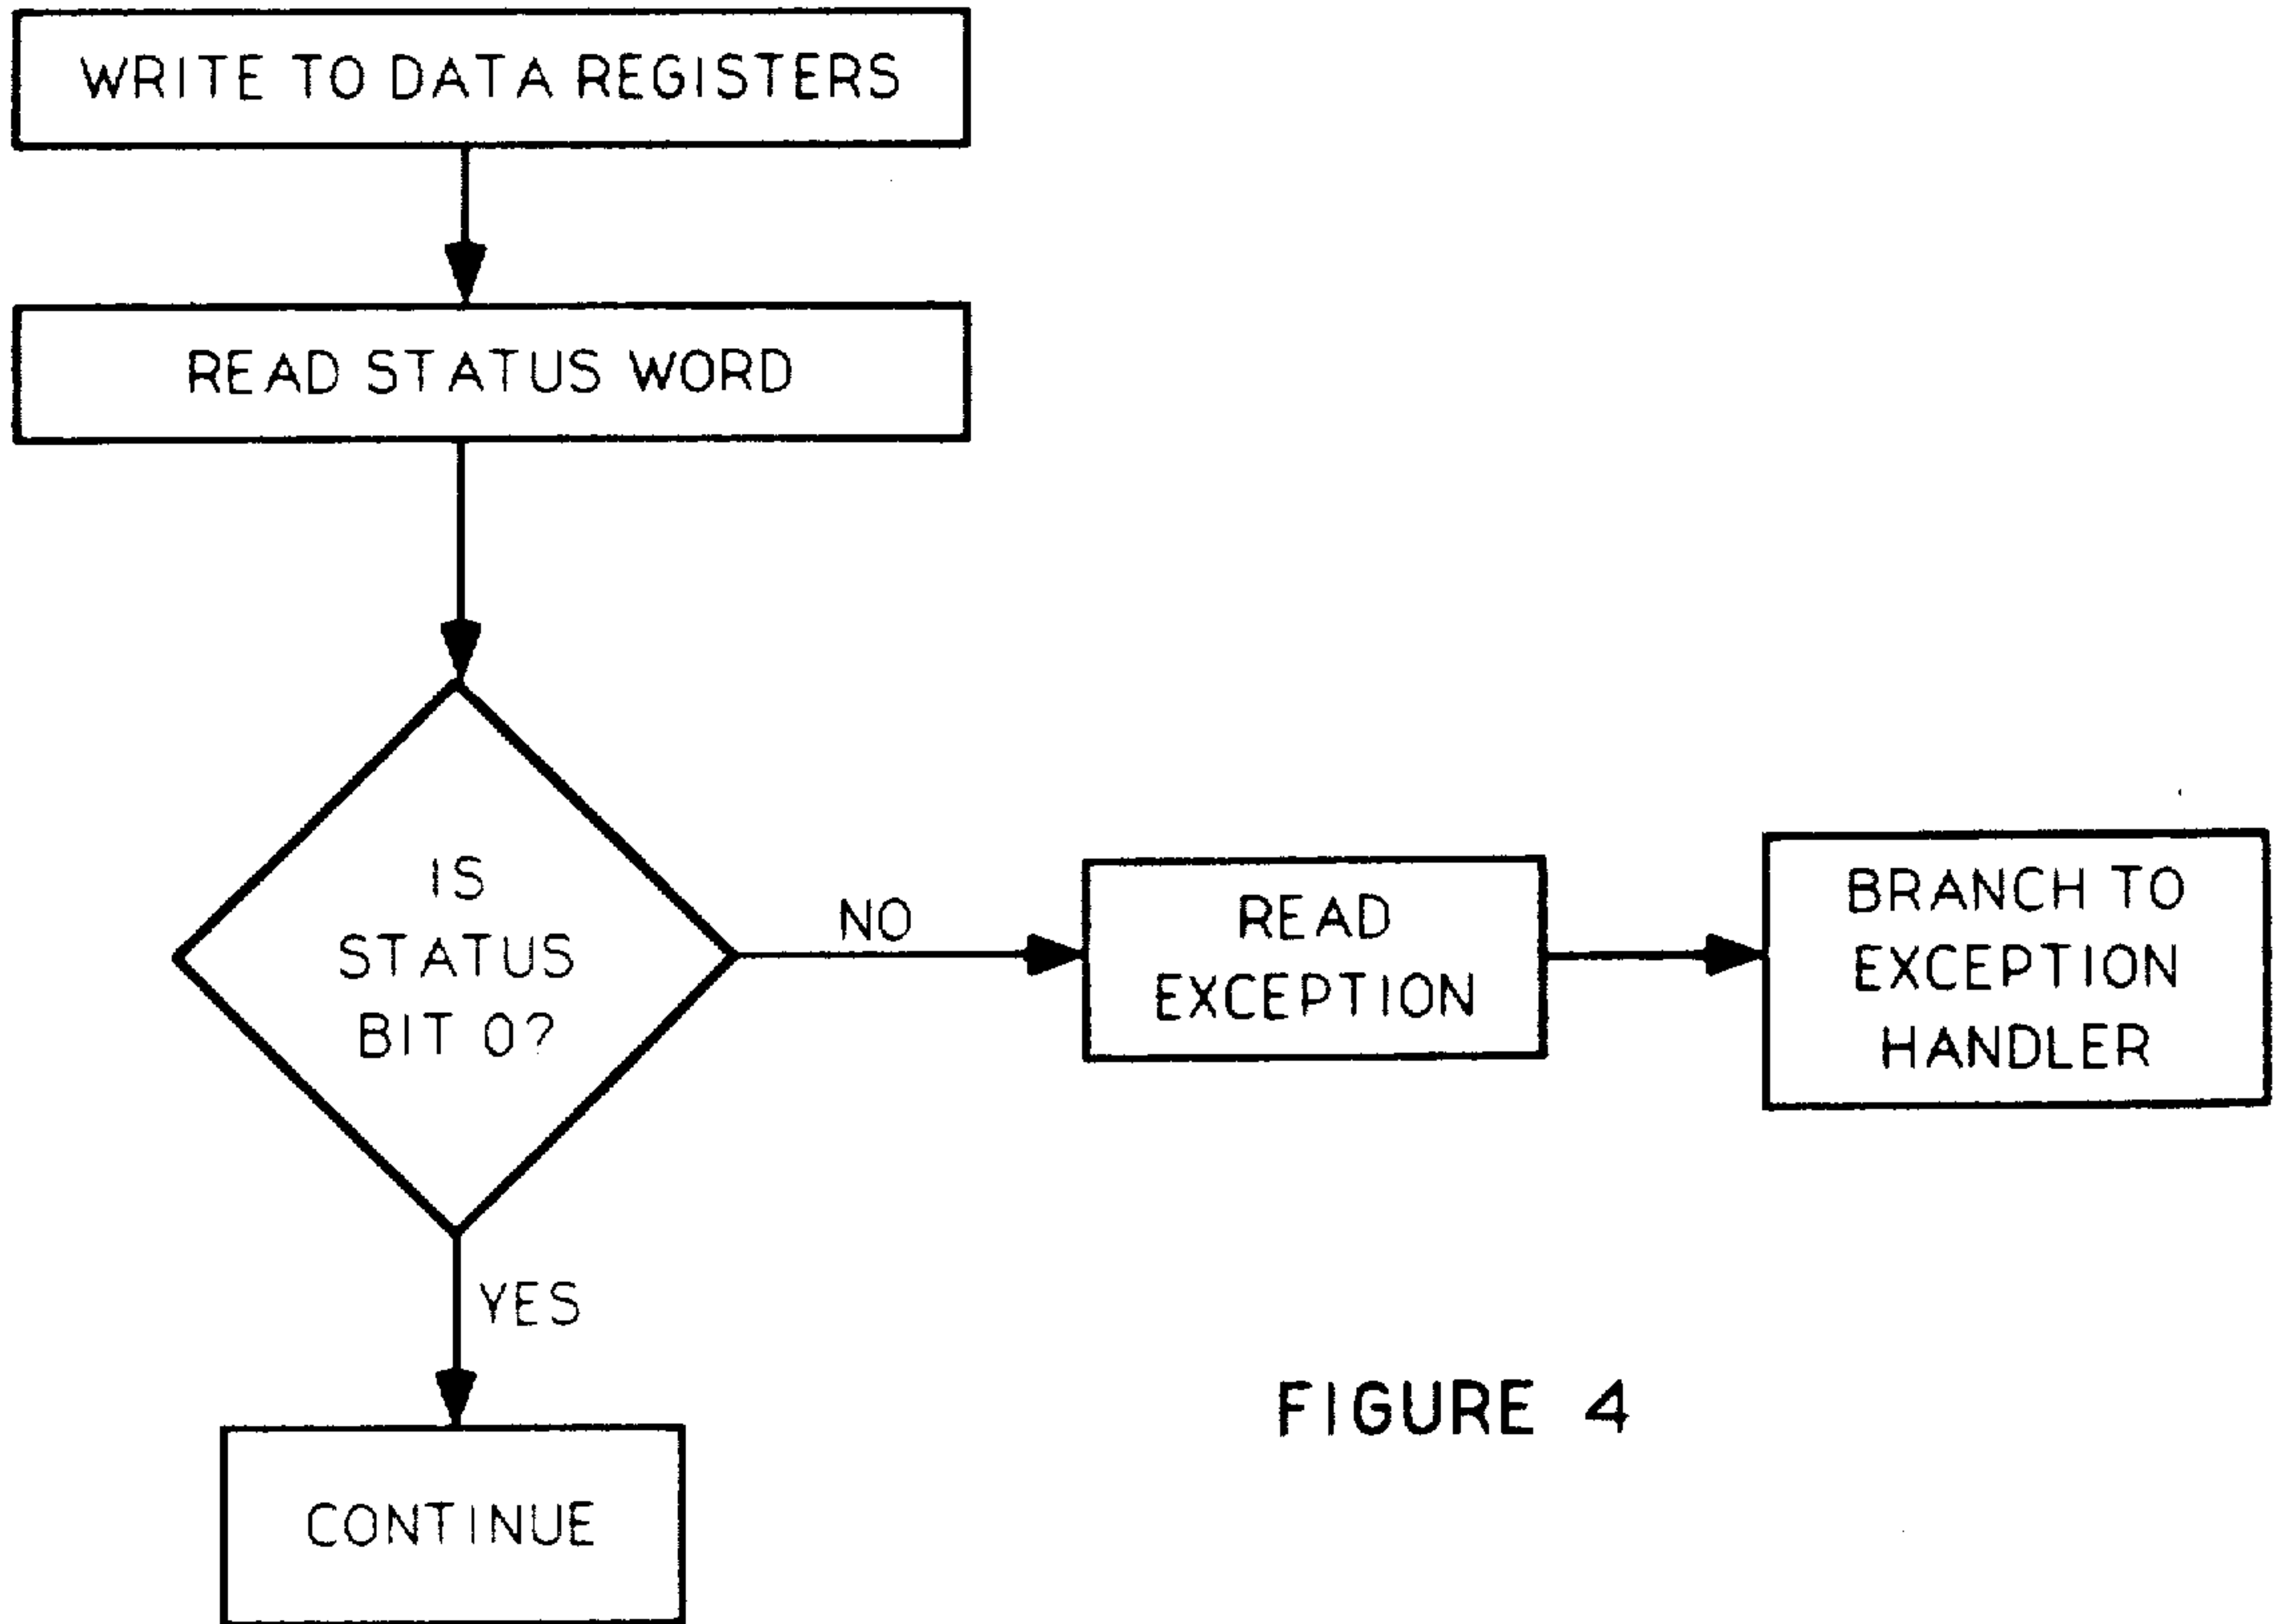 WRITE TO DATA REGISTERS
READ STATUS WORD
IS
STATUS
BIT 0?
NO
READ
EXCEPTION
BRANCH TO
EXCEPTION
HANDLER
YES
CONTINUE
FIGURE 4